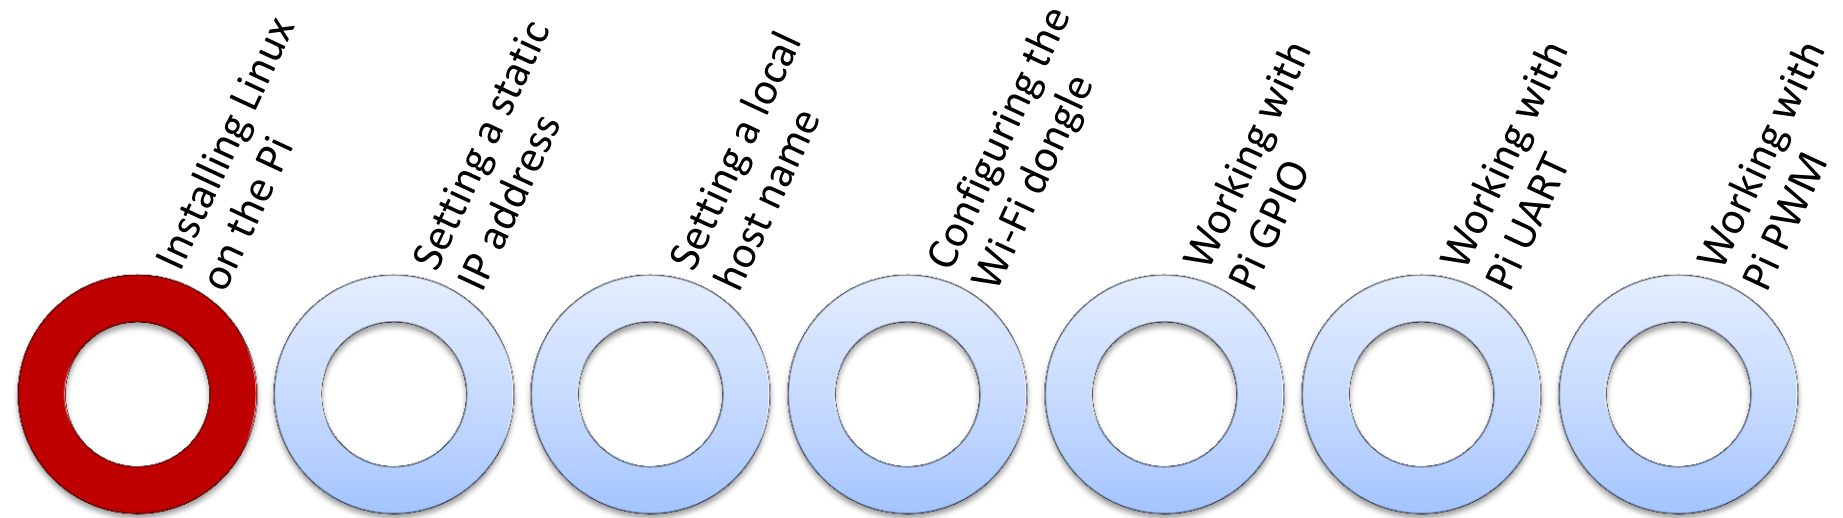 Installing Linux
on the Pi
Setting a static
IP address
Setting a local
host name
Configuring the
Wi-Fi dongle
Working with
Pi GPIO
Working with
Pi UART
Working with
Pi PWM